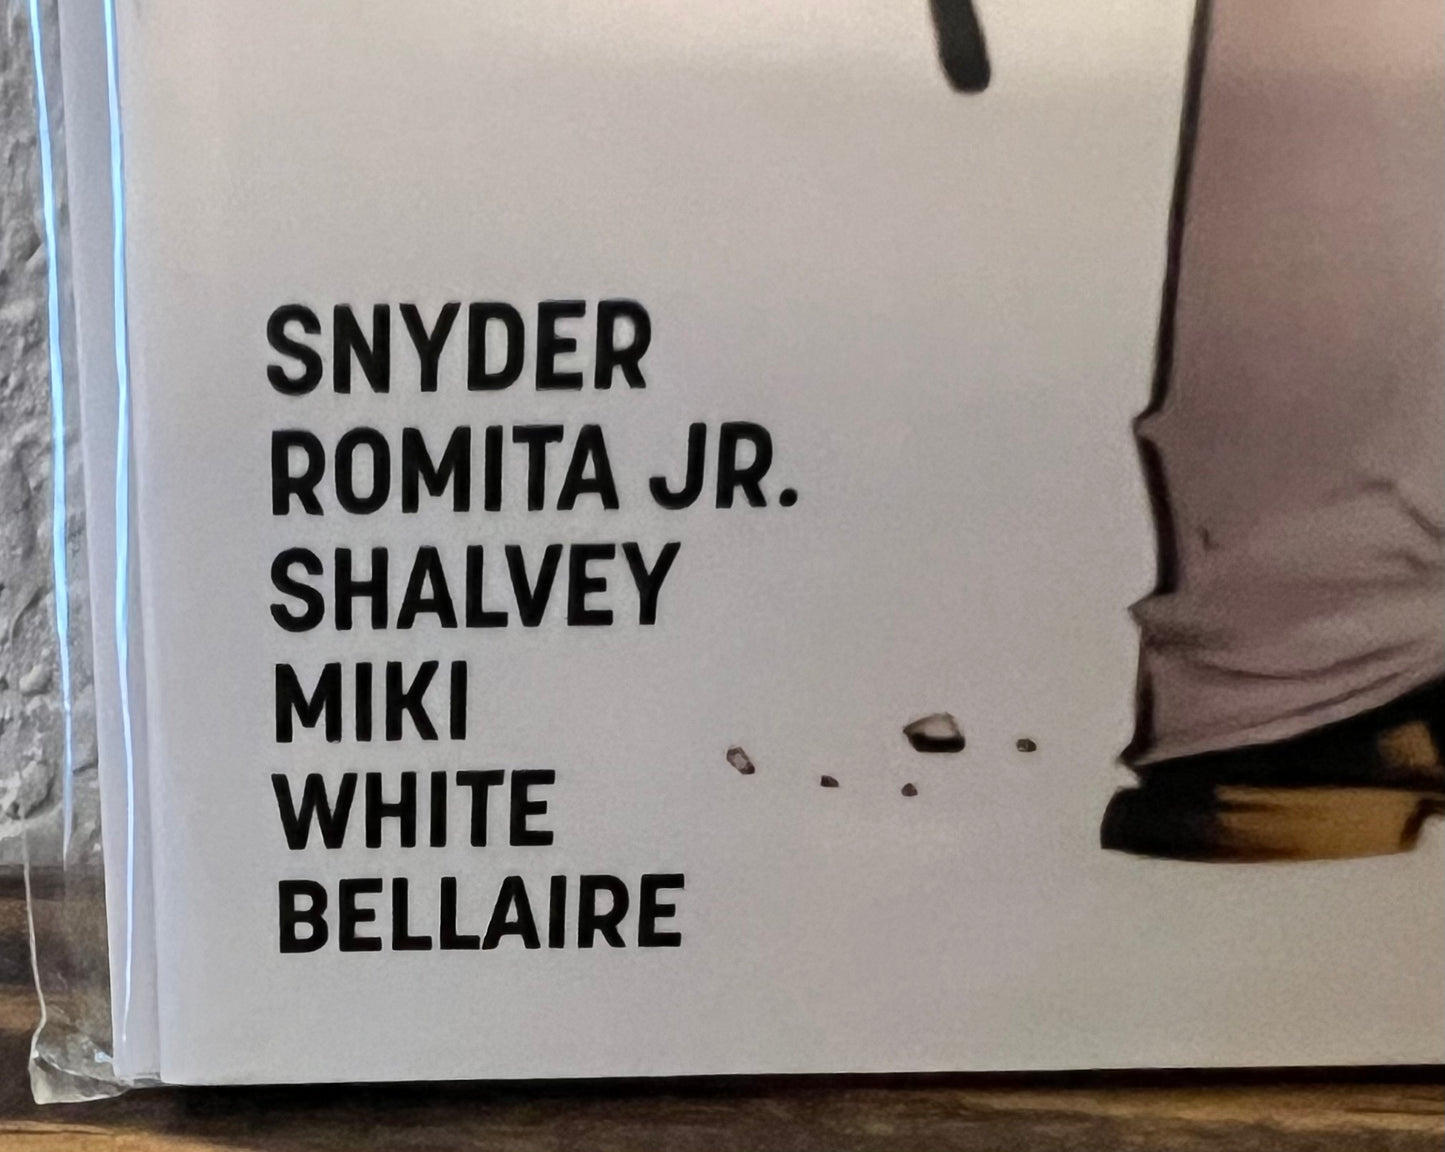 SNYDER
ROMITA JR.
SHALVEY
MIKI
WHITE
BELLAIRE